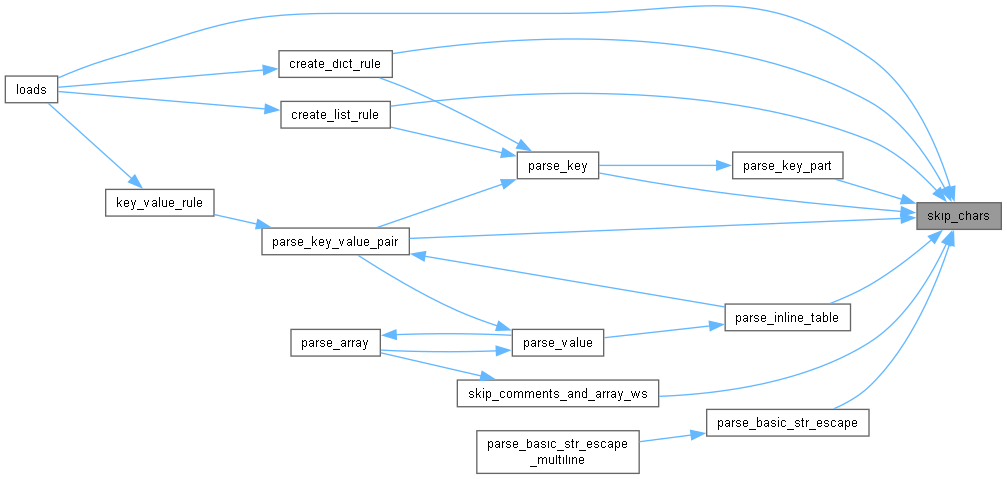 loads
create_dict_rule
create_list_rule
key_value_rule
parse_key
parse_key_part
skip_chars
parse_key_value_pair
parse_inline_table
parse_array
parse_value
skip_comments_and_array_ws
parse_basic_str_escape
parse_basic_str_escape
_multiline